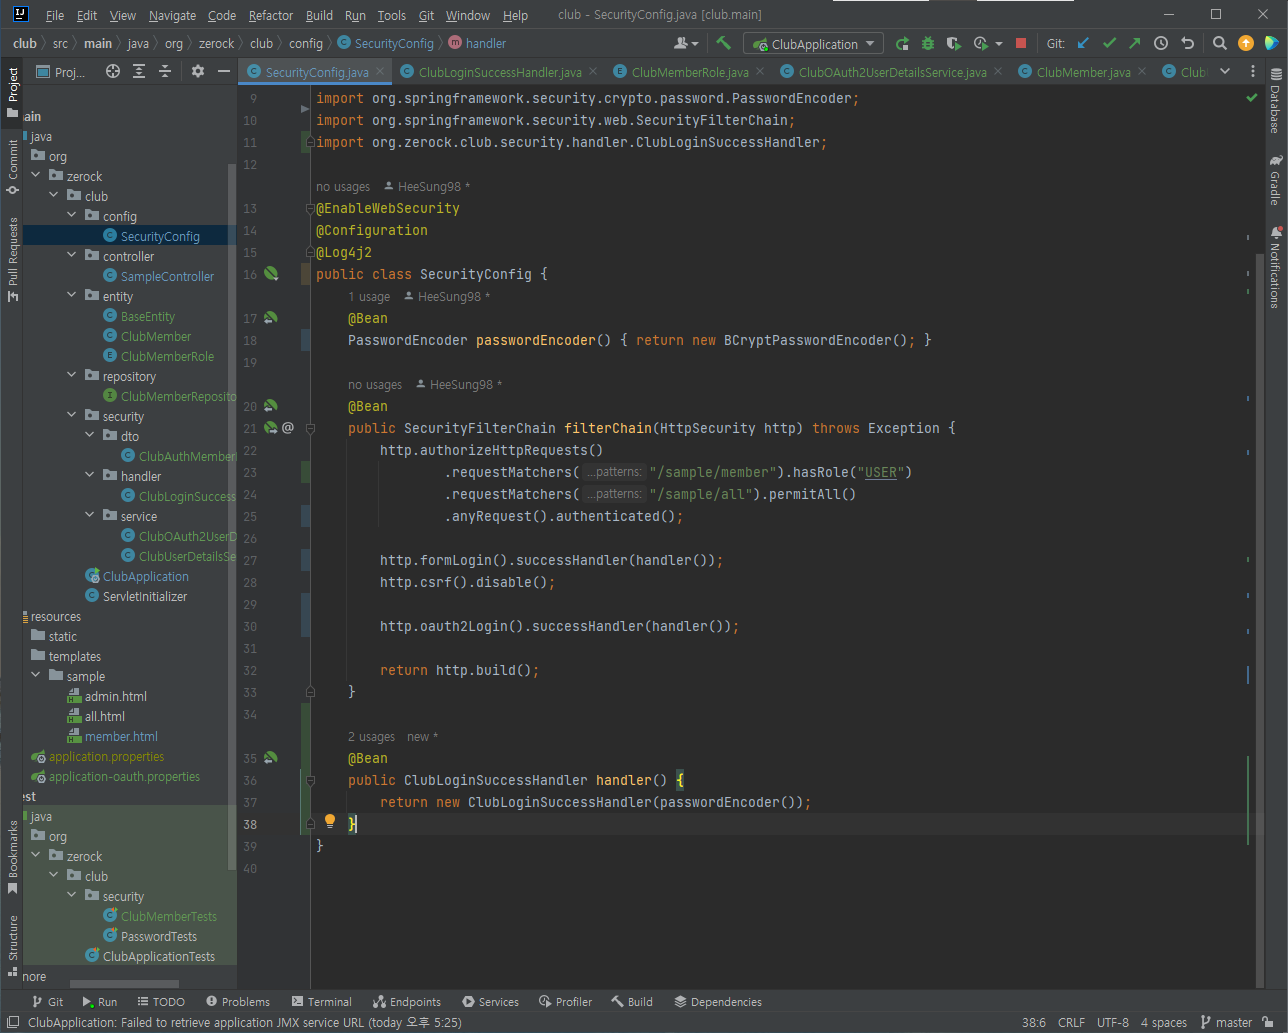 File Edit View Navigate Code Refactor Build Run Tools Git Window Help club - SecurityConfig.java [club.main]
club src main java org zerock club config SecurityConfig handler ClubApplication Git:
Proj... SecurityConfig.java ClubLoginSuccessHandler.java ClubMemberRole.java ClubOAuth2UserDetailsService.java ClubMember.java Club
Project
Commit
Pull Requests
Bookmarks
Structure
ain
java
org
zerock
club
config
SecurityConfig
controller
SampleController
entity
BaseEntity
ClubMember
ClubMemberRole
repository
ClubMemberReposito
security
dto
ClubAuthMember
handler
ClubLoginSuccess
service
ClubOAuth2UserD
ClubUserDetailsSe
ClubApplication
ServletInitializer
resources
static
templates
sample
admin.html
all.html
member.html
application.properties
application-oauth.properties
est
java
org
zerock
club
security
ClubMemberTests
PasswordTests
ClubApplicationTests
nore
9 import org.springframework.security.crypto.password.PasswordEncoder;
10 import org.springframework.security.web.SecurityFilterChain;
11 import org.zerock.club.security.handler.ClubLoginSuccessHandler;
12
no usages HeeSung98 *
13 @EnableWebSecurity
14 @Configuration
15 @Log4j2
16 public class SecurityConfig {
1 usage HeeSung98 *
17 @Bean
18 PasswordEncoder passwordEncoder() { return new BCryptPasswordEncoder(); }
19
no usages HeeSung98 *
20 @Bean
21 @ public SecurityFilterChain filterChain(HttpSecurity http) throws Exception {
22 http.authorizeHttpRequests()
23 .requestMatchers( ...patterns: "/sample/member").hasRole("USER")
24 .requestMatchers( ...patterns: "/sample/all").permitAll()
25 .anyRequest().authenticated();
26
27 http.formLogin().successHandler(handler());
28 http.csrf().disable();
29
30 http.oauth2Login().successHandler(handler());
31
32 return http.build();
33 }
34
2 usages new *
35 @Bean
36 public ClubLoginSuccessHandler handler() {
37 return new ClubLoginSuccessHandler(passwordEncoder());
38 }
39 }
40
Database
Gradle
Notifications
Git Run TODO Problems Terminal Endpoints Services Profiler Build Dependencies
ClubApplication: Failed to retrieve application JMX service URL (today 오후 5:25) 38:6 CRLF UTF-8 4 spaces master